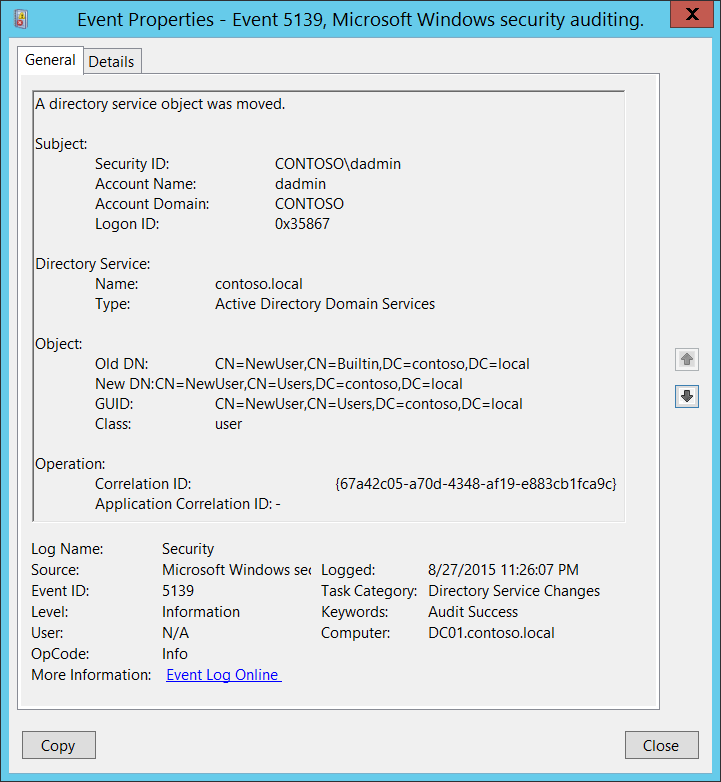 Event Properties - Event 5139, Microsoft Windows security auditing.
General Details
A directory service object was moved.
Subject:
Security ID: CONTOSO\dadmin
Account Name: dadmin
Account Domain: CONTOSO
Logon ID: 0x35867
Directory Service:
Name: contoso.local
Type: Active Directory Domain Services
Object:
Old DN: CN=NewUser,CN=Builtin,DC=contoso,DC=local
New DN:CN=NewUser,CN=Users,DC=contoso,DC=local
GUID: CN=NewUser,CN=Users,DC=contoso,DC=local
Class: user
Operation:
Correlation ID: {67a42c05-a70d-4348-af19-e883cb1fca9c}
Application Correlation ID: -
Log Name: Security
Source: Microsoft Windows sec Logged: 8/27/2015 11:26:07 PM
Event ID: 5139 Task Category: Directory Service Changes
Level: Information Keywords: Audit Success
User: N/A Computer: DC01.contoso.local
OpCode: Info
More Information: Event Log Online
Copy Close